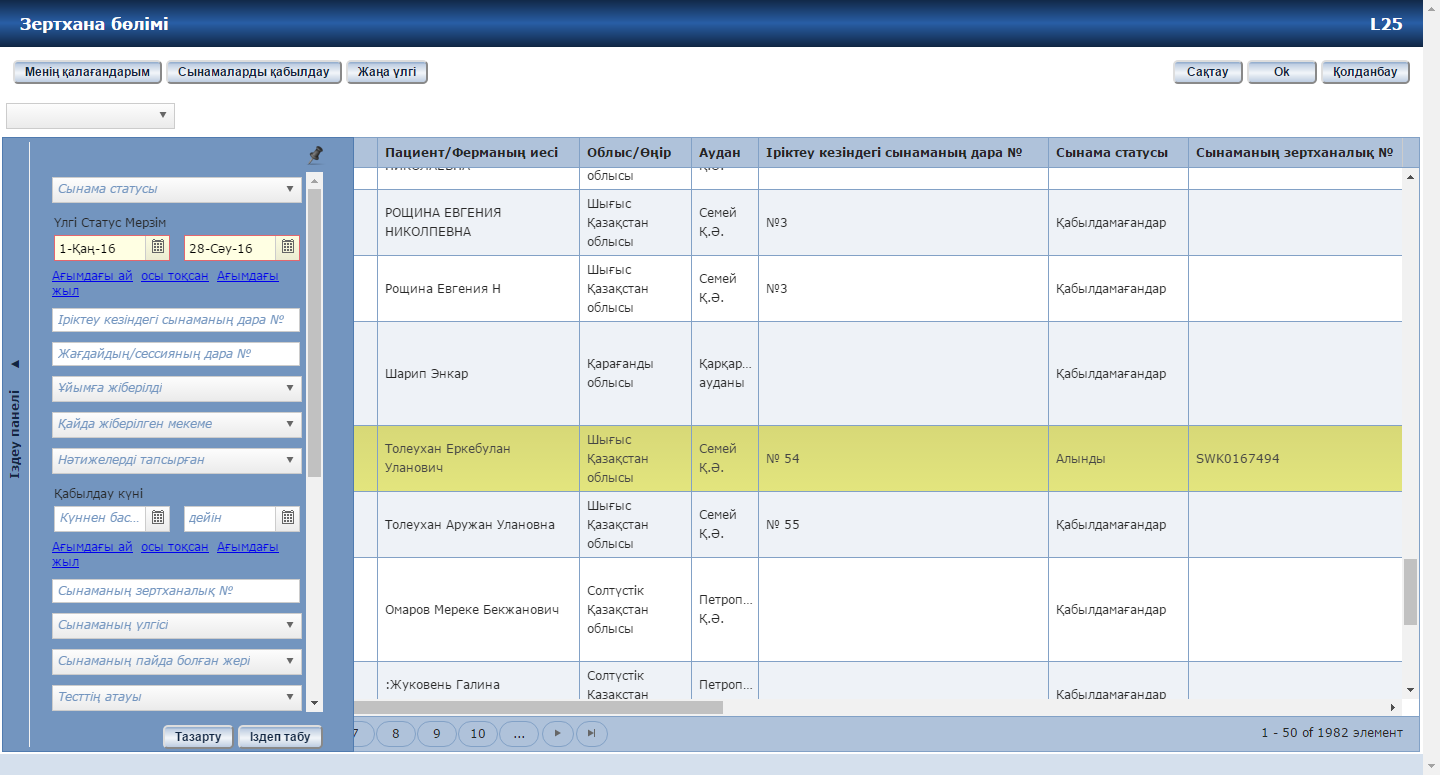 Зертхана бөлімі
L25
Менің қалағандарым
Сынамаларды қабылдау
Жаңа үлгі
Сақтау
Ok
Қолданбау
Іздеу панелі
Сынама статусы
Үлгі Статус Мерзім
1-Қаң-16
28-Сәу-16
Ағымдағы ай осы тоқсан Ағымдағы
жыл
Іріктеу кезіндегі сынаманың дара №
Жағдайдың/сессияның дара №
Ұйымға жіберілді
Қайда жіберілген мекеме
Нәтижелерді тапсырған
Қабылдау күні
Күннен бас...
дейін
Ағымдағы ай осы тоқсан Ағымдағы
жыл
Сынаманың зертханалық №
Сынаманың үлгісі
Сынаманың пайда болған жері
Тесттің атауы
Тазарту
Іздеп табу
Пациент/Ферманың иесі
Облыс/Өңір
Аудан
Іріктеу кезіндегі сынаманың дара №
Сынама статусы
Сынаманың зертханалық №
облысы
РОЩИНА ЕВГЕНИЯ
НИКОЛПЕВНА
Шығыс
Қазақстан
облысы
Семей
Қ.Ә.
№3
Қабылдамағандар
Рощина Евгения Н
Шығыс
Қазақстан
облысы
Семей
Қ.Ә.
№3
Қабылдамағандар
Шарип Энкар
Қарағанды
облысы
Қарқар...
ауданы
Қабылдамағандар
Толеухан Еркебулан
Уланович
Шығыс
Қазақстан
облысы
Семей
Қ.Ә.
№ 54
Алынды
SWK0167494
Толеухан Аружан Улановна
Шығыс
Қазақстан
облысы
Семей
Қ.Ә.
№ 55
Қабылдамағандар
Омаров Мереке Бекжанович
Солтүстік
Қазақстан
облысы
Петроп...
Қ.Ә.
Қабылдамағандар
:Жуковень Галина
Солтүстік
Қазақстан
Петроп...
Қабылдамағандар
7 8 9 10 ...
1 - 50 of 1982 элемент